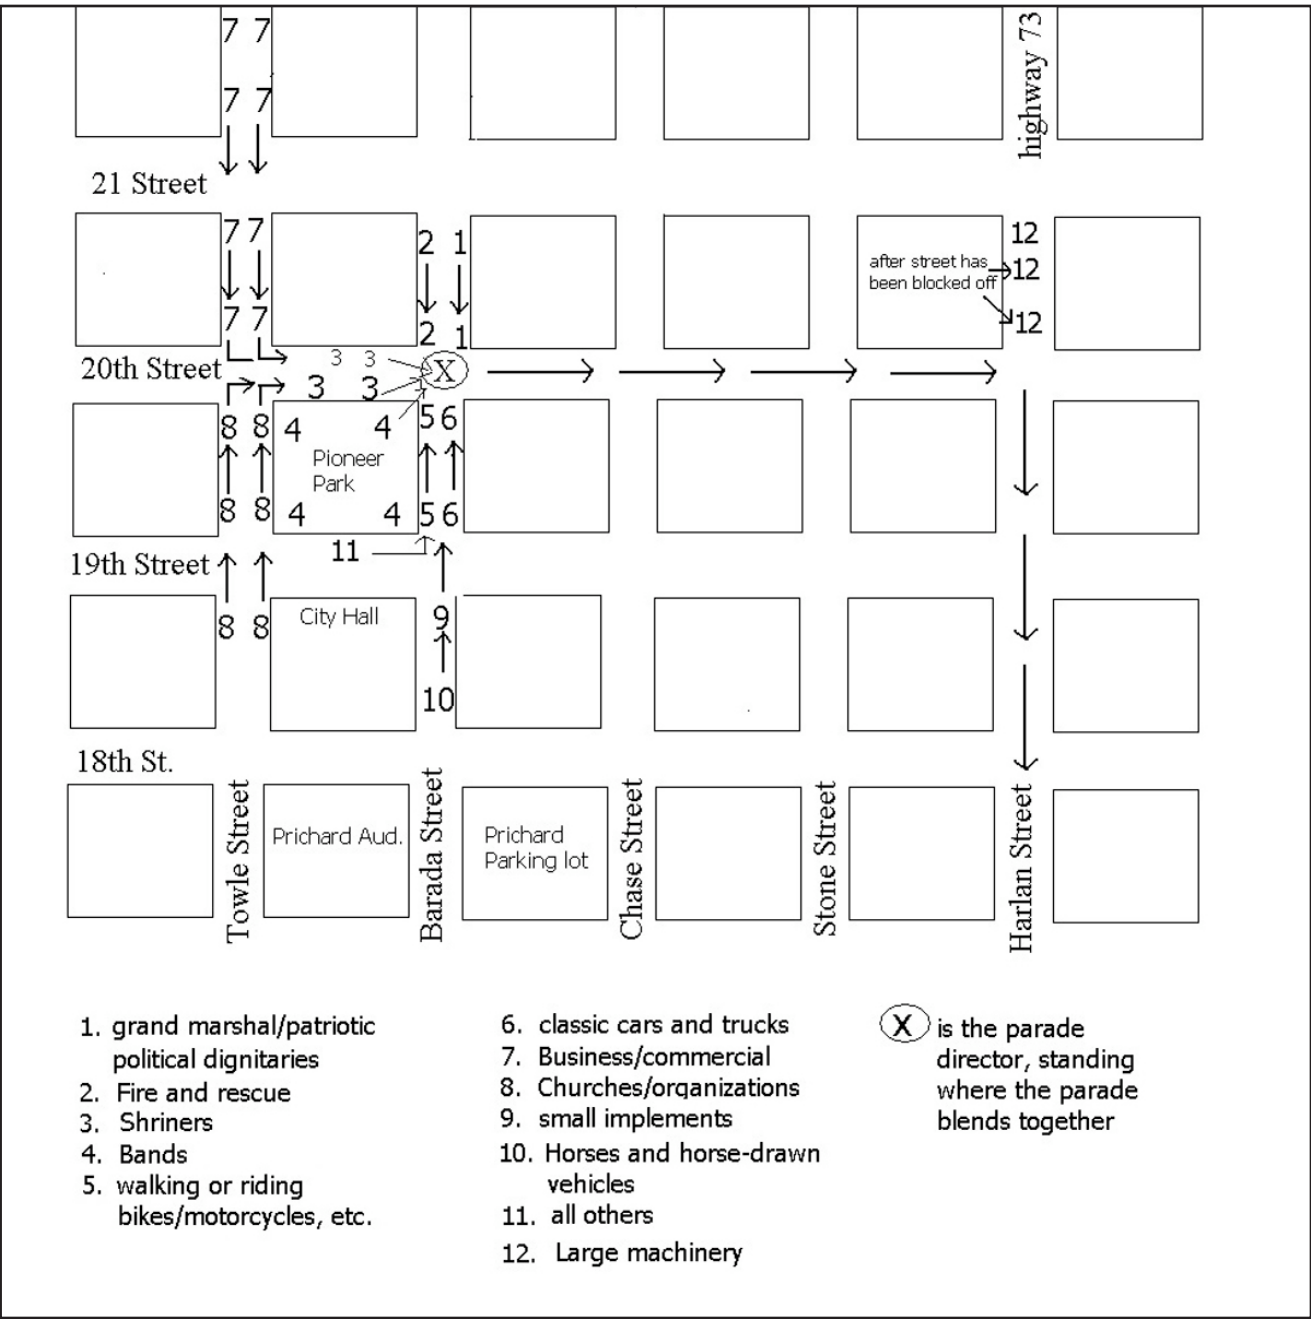 7 7
highway 73
7 7
21 Street
7 7
2 1
12
after street has
been blocked off
12
7 7
12
2 1
20th Street
3 3
X
3 3
8 8
4 4
5 6
Pioneer
Park
8 8
4 4
5 6
11
19th Street
8 8
City Hall
9
10
18th St.
Towle Street
Prichard Aud.
Barada Street
Prichard
Parking lot
Chase Street
Stone Street
Harlan Street
1. grand marshal/patriotic
political dignitaries
2. Fire and rescue
3. Shriners
4. Bands
5. walking or riding
bikes/motorcycles, etc.
6. classic cars and trucks
7. Business/commercial
8. Churches/organizations
9. small implements
10. Horses and horse-drawn
vehicles
11. all others
12. Large machinery
X is the parade
director, standing
where the parade
blends together